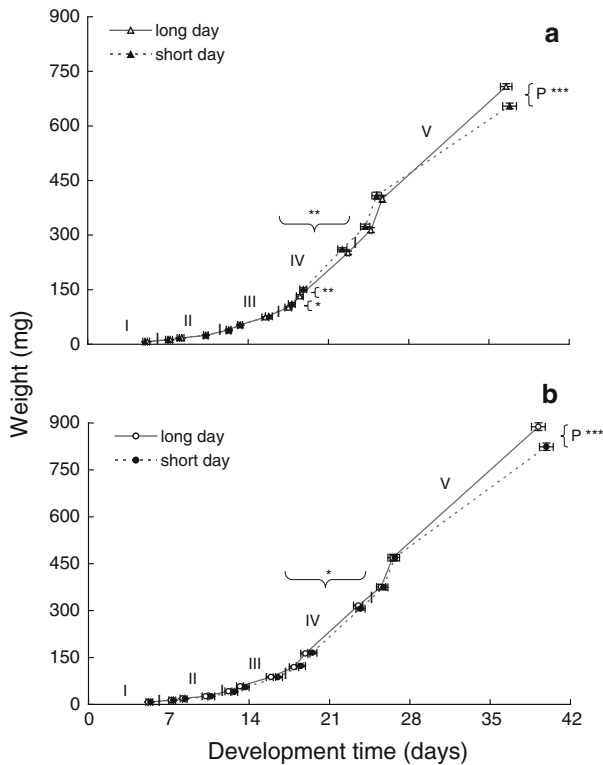 900
long day
short day
a
750
P ***
V
600
450
**
300
IV
150
III
**
II
*
I
0
Weight (mg)
b
900
long day
short day
P ***
750
V
600
450
*
300
IV
150
III
II
I
0
0 7 14 21 28 35 42
Development time (days)